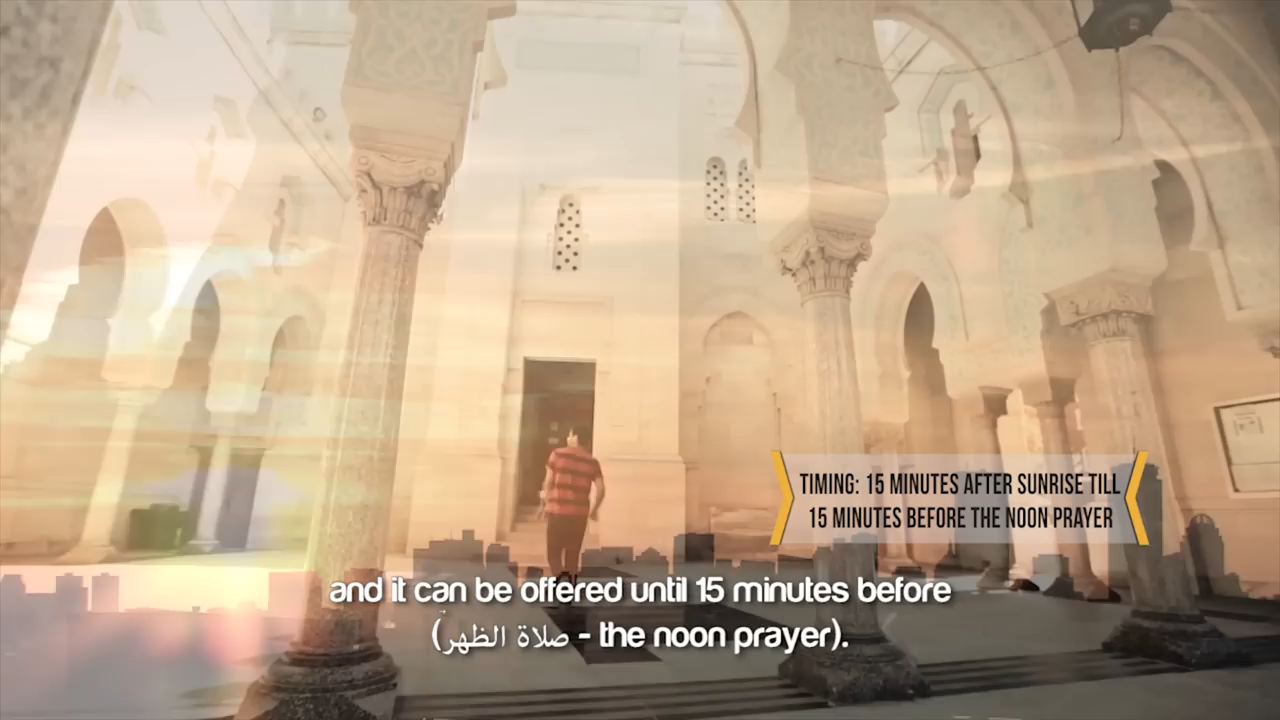 TIMING: 15 MINUTES AFTER SUNRISE TILL
15 MINUTES BEFORE THE NOON PRAYER
and it can be offered until 15 minutes before
(صلاة الظهر - the noon prayer).